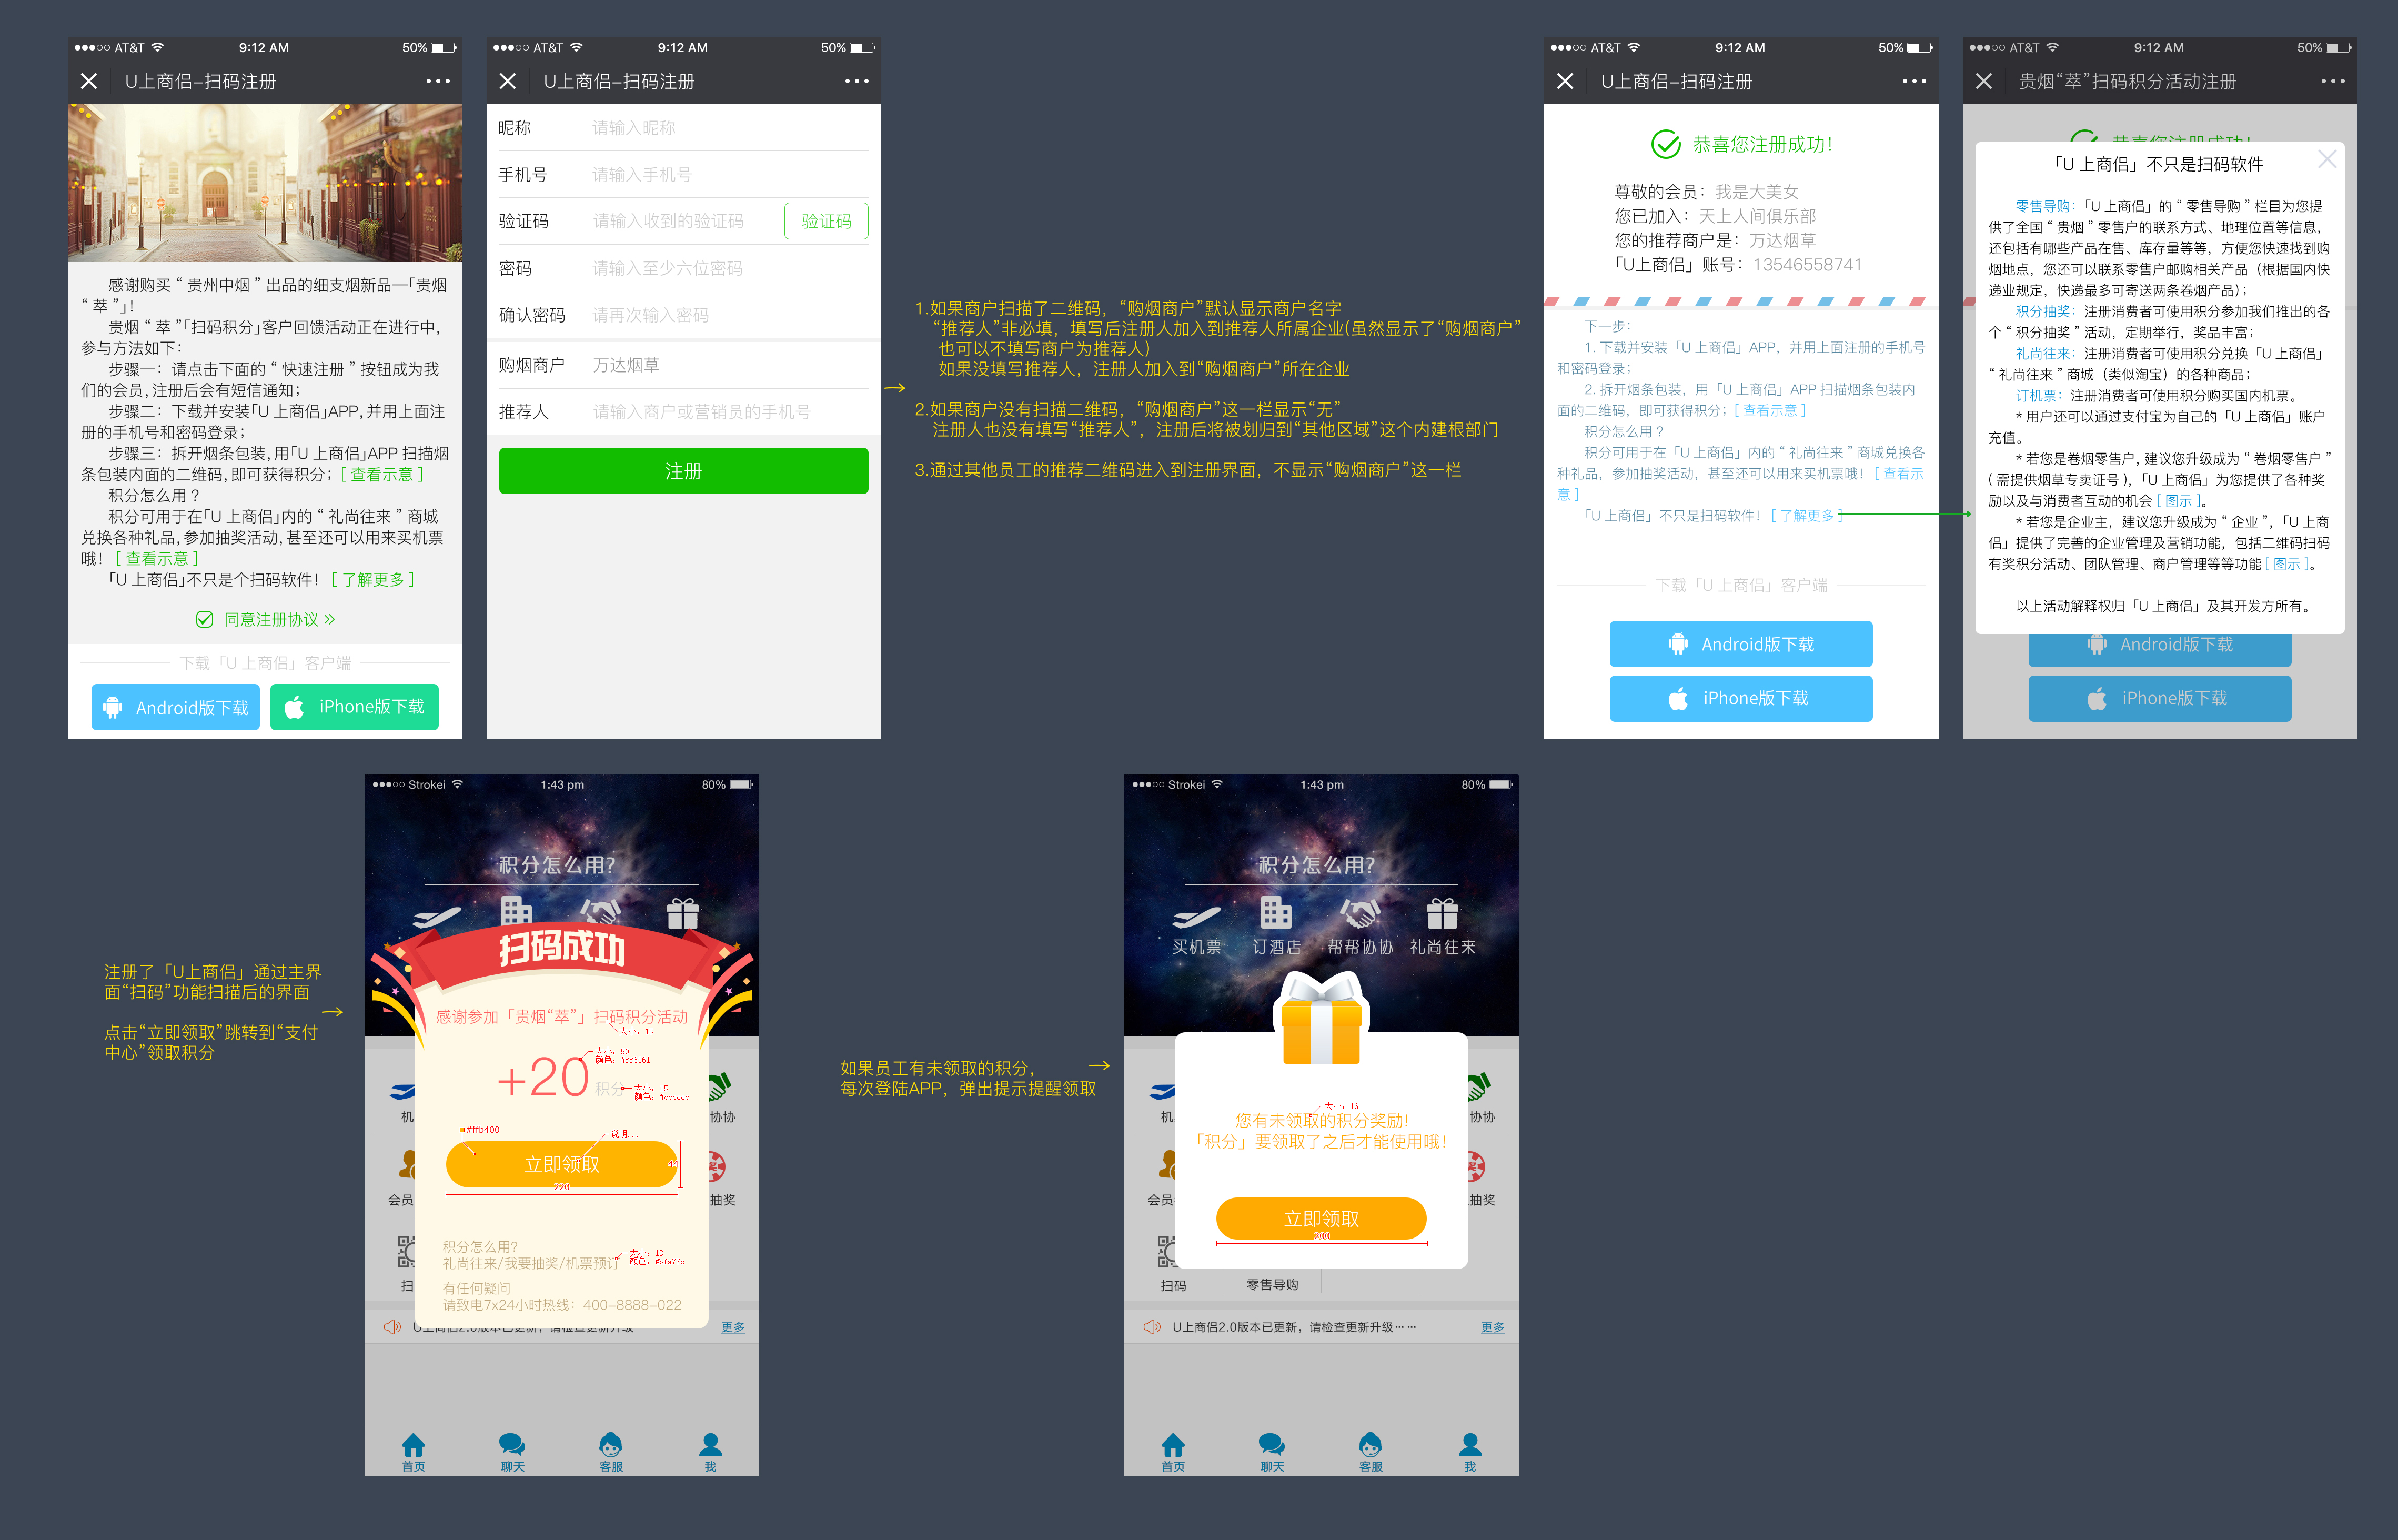 AT&T 9:12 AM 50%
U上商侣-扫码注册
感谢购买“贵州中烟”出品的细支烟新品—「贵烟
“萃”」!
贵烟“萃”「扫码积分」客户回馈活动正在进行中,
参与方法如下:
步骤一: 请点击下面的“快速注册”按钮成为我
们的会员,注册后会有短信通知;
步骤二: 下载并安装「U 上商侣」APP,并用上面注
册的手机号和密码登录;
步骤三: 拆开烟条包装,用「U 上商侣」APP 扫描烟
条包装内面的二维码,即可获得积分; [ 查看示意 ]
积分怎么用?
积分可用于在「U 上商侣」内的“礼尚往来”商城
兑换各种礼品,参加抽奖活动,甚至还可以用来买机票
哦! [ 查看示意 ]
「U 上商侣」不只是个扫码软件! [ 了解更多 ]
同意注册协议 >>
下载「U 上商侣」客户端
Android版下载
iPhone版下载
AT&T 9:12 AM 50%
U上商侣-扫码注册
昵称 请输入昵称
手机号 请输入手机号
验证码 请输入收到的验证码 验证码
密码 请输入至少六位密码
确认密码 请再次输入密码
购烟商户 万达烟草
推荐人 请输入商户或营销员的手机号
注册
1.如果商户扫描了二维码，“购烟商户”默认显示商户名字
“推荐人”非必填，填写后注册人加入到推荐人所属企业(虽然显示了“购烟商户”
也可以不填写商户为推荐人)
如果没填写推荐人，注册人加入到“购烟商户”所在企业
2.如果商户没有扫描二维码，“购烟商户”这一栏显示“无”
注册人也没有填写“推荐人”，注册后将被划归到“其他区域”这个内建根部门
3.通过其他员工的推荐二维码进入到注册界面，不显示“购烟商户”这一栏
AT&T 9:12 AM 50%
U上商侣-扫码注册
恭喜您注册成功!
尊敬的会员：我是大美女
您已加入：天上人间俱乐部
您的推荐商户是：万达烟草
「U上商侣」账号：13546558741
下一步:
1. 下载并安装「U 上商侣」APP，并用上面注册的手机号
和密码登录;
2. 拆开烟条包装，用「U 上商侣」APP 扫描烟条包装内
面的二维码，即可获得积分; [ 查看示意 ]
积分怎么用?
积分可用于在「U 上商侣」内的“礼尚往来”商城兑换各
种礼品，参加抽奖活动，甚至还可以用来买机票哦! [ 查看示
意 ]
「U 上商侣」不只是扫码软件! [ 了解更多 ]
下载「U 上商侣」客户端
Android版下载
iPhone版下载
AT&T 9:12 AM 50%
贵烟“萃”扫码积分活动注册
恭喜您注册成功!
「U 上商侣」不只是扫码软件
零售导购:「U 上商侣」的“零售导购”栏目为您提
供了全国“贵烟”零售户的联系方式、地理位置等信息,
还包括有哪些产品在售、库存量等等，方便您快速找到购
烟地点，您还可以联系零售户邮购相关产品（根据国内快
递业规定，快递最多可寄送两条卷烟产品）;
积分抽奖: 注册消费者可使用积分参加我们推出的各
个“积分抽奖”活动，定期举行，奖品丰富;
礼尚往来: 注册消费者可使用积分兑换「U 上商侣」
“礼尚往来”商城（类似淘宝）的各种商品;
订机票: 注册消费者可使用积分购买国内机票。
* 用户还可以通过支付宝为自己的「U 上商侣」账户
充值。
* 若您是卷烟零售户, 建议您升级成为“卷烟零售户”
( 需提供烟草专卖证号 ),「U 上商侣」为您提供了各种奖
励以及与消费者互动的机会 [ 图示 ]。
* 若您是企业主，建议您升级成为“企业”，「U 上商
侣」提供了完善的企业管理及营销功能，包括二维码扫码
有奖积分活动、团队管理、商户管理等等功能 [ 图示 ]。
以上活动解释权归「U 上商侣」及其开发方所有。
Android版下载
iPhone版下载
注册了「U上商侣」通过主界
面“扫码”功能扫描后的界面
点击“立即领取”跳转到“支付
中心”领取积分
Strokei 1:43 pm 80%
积分怎么用?
扫码成功
感谢参加「贵烟“萃”」扫码积分活动
大小：15
+20 积分
大小：50
颜色：#ff6161
大小：15
颜色：#cccccc
#ffb400
说明...
立即领取
44
220
积分怎么用?
礼尚往来/我要抽奖/机票预订
大小：13
颜色：#bfa77c
有任何疑问
请致电7x24小时热线：400-8888-022
机 协协
会员 抽奖
扫
U上商侣2.0版本已更新，请检查更新升级 更多
首页 聊天 客服 我
如果员工有未领取的积分，
每次登陆APP，弹出提示提醒领取
Strokei 1:43 pm 80%
积分怎么用?
买机票 订酒店 帮帮协协 礼尚往来
大小：16
您有未领取的积分奖励!
「积分」要领取了之后才能使用哦!
立即领取
200
机 协协
会员 抽奖
扫码 零售导购
U上商侣2.0版本已更新，请检查更新升级…… 更多
首页 聊天 客服 我